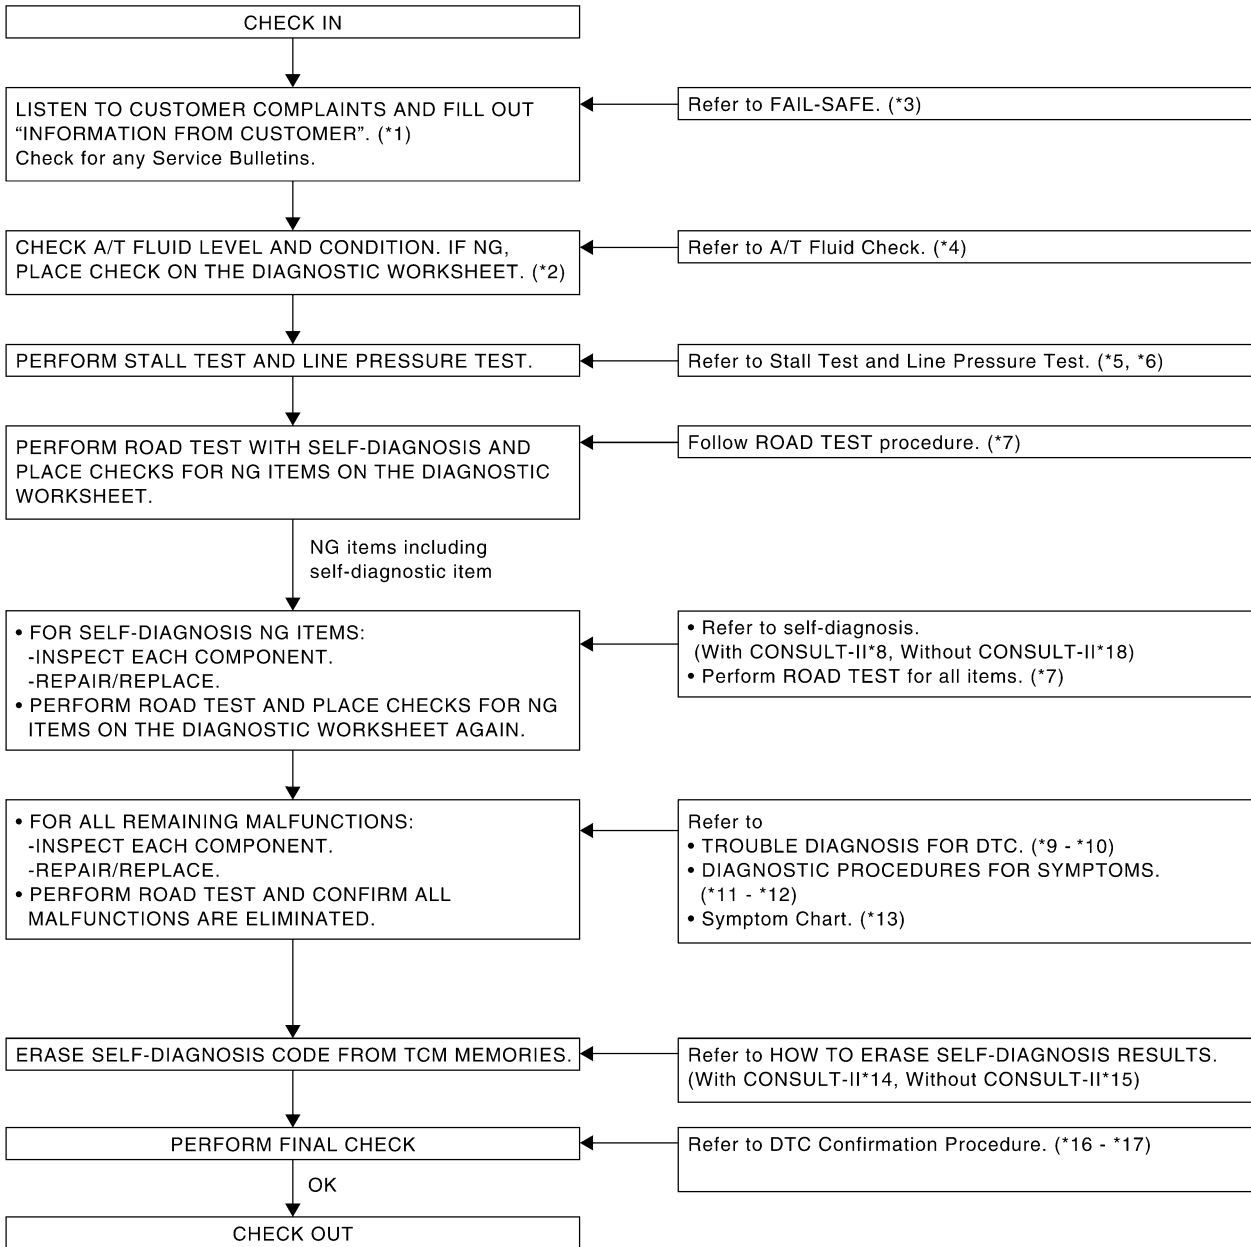 CHECK IN
LISTEN TO CUSTOMER COMPLAINTS AND FILL OUT
“INFORMATION FROM CUSTOMER”. (*1)
Check for any Service Bulletins.
Refer to FAIL-SAFE. (*3)
CHECK A/T FLUID LEVEL AND CONDITION. IF NG,
PLACE CHECK ON THE DIAGNOSTIC WORKSHEET. (*2)
Refer to A/T Fluid Check. (*4)
PERFORM STALL TEST AND LINE PRESSURE TEST.
Refer to Stall Test and Line Pressure Test. (*5, *6)
PERFORM ROAD TEST WITH SELF-DIAGNOSIS AND
PLACE CHECKS FOR NG ITEMS ON THE DIAGNOSTIC
WORKSHEET.
Follow ROAD TEST procedure. (*7)
NG items including
self-diagnostic item
• FOR SELF-DIAGNOSIS NG ITEMS:
-INSPECT EACH COMPONENT.
-REPAIR/REPLACE.
• PERFORM ROAD TEST AND PLACE CHECKS FOR NG
ITEMS ON THE DIAGNOSTIC WORKSHEET AGAIN.
• Refer to self-diagnosis.
(With CONSULT-II*8, Without CONSULT-II*18)
• Perform ROAD TEST for all items. (*7)
• FOR ALL REMAINING MALFUNCTIONS:
-INSPECT EACH COMPONENT.
-REPAIR/REPLACE.
• PERFORM ROAD TEST AND CONFIRM ALL
MALFUNCTIONS ARE ELIMINATED.
Refer to
• TROUBLE DIAGNOSIS FOR DTC. (*9 - *10)
• DIAGNOSTIC PROCEDURES FOR SYMPTOMS.
(*11 - *12)
• Symptom Chart. (*13)
ERASE SELF-DIAGNOSIS CODE FROM TCM MEMORIES.
Refer to HOW TO ERASE SELF-DIAGNOSIS RESULTS.
(With CONSULT-II*14, Without CONSULT-II*15)
PERFORM FINAL CHECK
Refer to DTC Confirmation Procedure. (*16 - *17)
OK
CHECK OUT